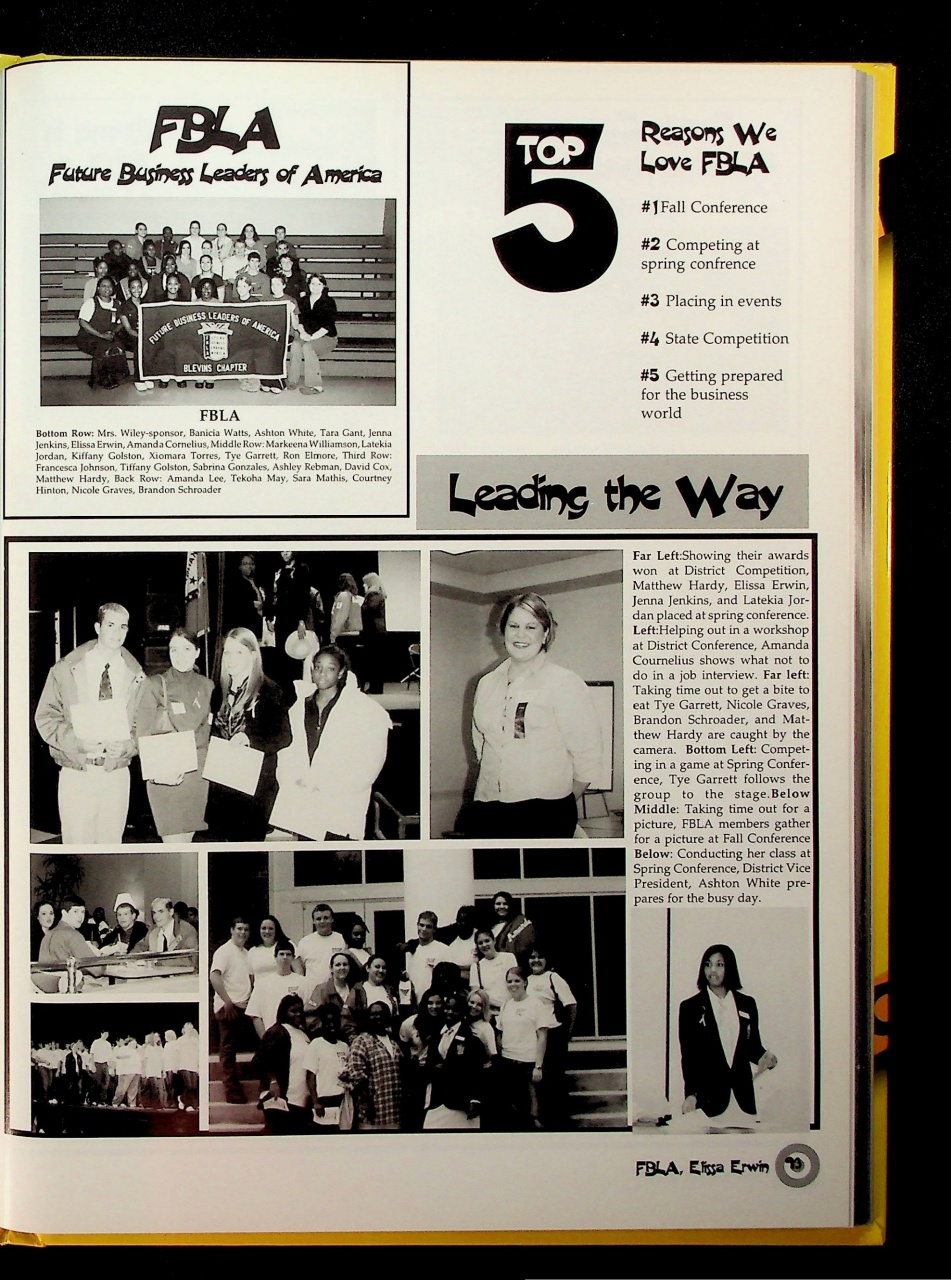 FBLA
Future Business Leaders of America
FUTURE BUSINESS LEADERS OF AMERICA
BLEVINS CHAPTER
FBLA
Bottom Row: Mrs. Wiley-sponsor, Banicia Watts, Ashton White, Tara Gant, Jenna
Jenkins, Elissa Erwin, Amanda Cornelius, Middle Row: Markeena Williamson, Latekia
Jordan, Kiffany Golston, Xiomara Torres, Tye Garrett, Ron Elmore, Third Row:
Francesca Johnson, Tiffany Golston, Sabrina Gonzales, Ashley Rebman, David Cox,
Matthew Hardy, Back Row: Amanda Lee, Tekoha May, Sara Mathis, Courtney
Hinton, Nicole Graves, Brandon Schroader
TOP
5
Reasons We
Love FBLA
#1Fall Conference
#2 Competing at
spring confrence
#3 Placing in events
#4 State Competition
#5 Getting prepared
for the business
world
Leading the Way
Far Left:Showing their awards
won at District Competition,
Matthew Hardy, Elissa Erwin,
Jenna Jenkins, and Latekia Jor-
dan placed at spring conference.
Left:Helping out in a workshop
at District Conference, Amanda
Cournelius shows what not to
do in a job interview. Far left:
Taking time out to get a bite to
eat Tye Garrett, Nicole Graves,
Brandon Schroader, and Mat-
thew Hardy are caught by the
camera. Bottom Left: Compet-
ing in a game at Spring Confer-
ence, Tye Garrett follows the
group to the stage.Below
Middle: Taking time out for a
picture, FBLA members gather
for a picture at Fall Conference
Below: Conducting her class at
Spring Conference, District Vice
President, Ashton White pre-
pares for the busy day.
FBLA, Elissa Erwin